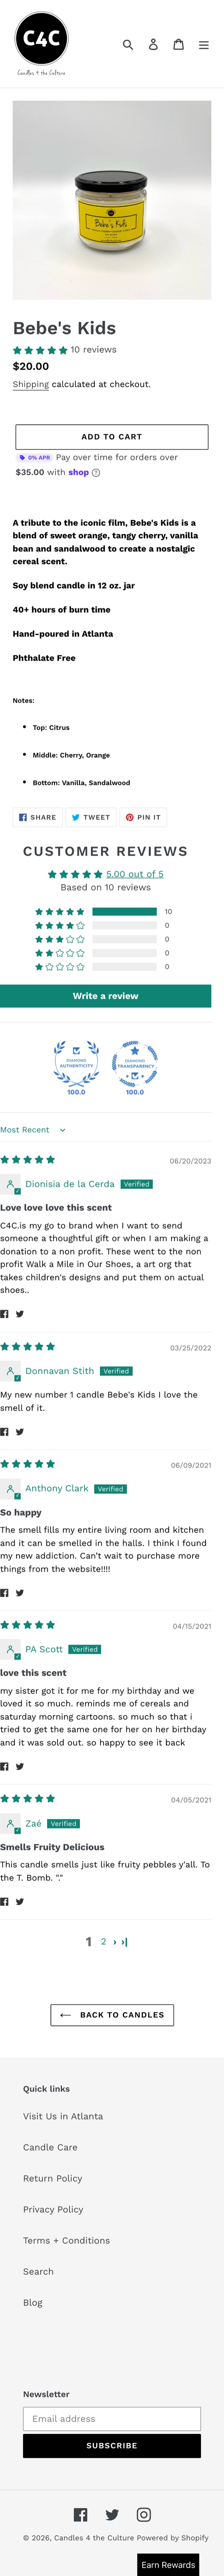 C4C
Candles 4 the Culture
Bebe's Kids
Bebe's Kids
10 reviews
$20.00
Shipping calculated at checkout.
ADD TO CART
0% APR Pay over time for orders over
$35.00 with shop ?
A tribute to the iconic film, Bebe's Kids is a
blend of sweet orange, tangy cherry, vanilla
bean and sandalwood to create a nostalgic
cereal scent.
Soy blend candle in 12 oz. jar
40+ hours of burn time
Hand-poured in Atlanta
Phthalate Free
Notes:
Top: Citrus
Middle: Cherry, Orange
Bottom: Vanilla, Sandalwood
SHARE TWEET PIN IT
CUSTOMER REVIEWS
5.00 out of 5
Based on 10 reviews
10
0
0
0
0
Write a review
DIAMOND AUTHENTICITY DIAMOND TRANSPARENCY
100.0 100.0
Most Recent
06/20/2023
Dionisia de la Cerda Verified
Love love love this scent
C4C.is my go to brand when I want to send
someone a thoughtful gift or when I am making a
donation to a non profit. These went to the non
profit Walk a Mile in Our Shoes, a art org that
takes children's designs and put them on actual
shoes..
03/25/2022
Donnavan Stith Verified
My new number 1 candle Bebe's Kids I love the
smell of it.
06/09/2021
Anthony Clark Verified
So happy
The smell fills my entire living room and kitchen
and it can be smelled in the halls. I think I found
my new addiction. Can't wait to purchase more
things from the website!!!!
04/15/2021
PA Scott Verified
love this scent
my sister got it for me for my birthday and we
loved it so much. reminds me of cereals and
saturday morning cartoons. so much so that i
tried to get the same one for her on her birthday
and it was sold out. so happy to see it back
04/05/2021
Zaé Verified
Smells Fruity Delicious
This candle smells just like fruity pebbles y'all. To
the T. Bomb. "."
1 2
BACK TO CANDLES
Quick links
Visit Us in Atlanta
Candle Care
Return Policy
Privacy Policy
Terms + Conditions
Search
Blog
Newsletter
Email address
SUBSCRIBE
© 2026, Candles 4 the Culture Powered by Shopify
Earn Rewards